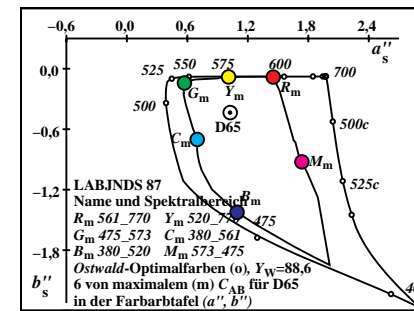 −0,6 0,0 0,6 1,2 1,8 2,4
a''s
525 550 575 600 700
0,0
Gm Ym Rm
500
D65
500c
−0,6
Cm
Mm
525c
−1,2
LABJNDS 87
Name und Spektralbereich
Bm
Rm 561_770 Ym 520_770
475
Gm 475_573 Cm 380_561
Bm 380_520 Mm 573_475
−1,8
Ostwald-Optimalfarben (o), YW=88,6
b''s
6 von maximalem (m) CAB für D65
in der Farbartafel (a'', b'')